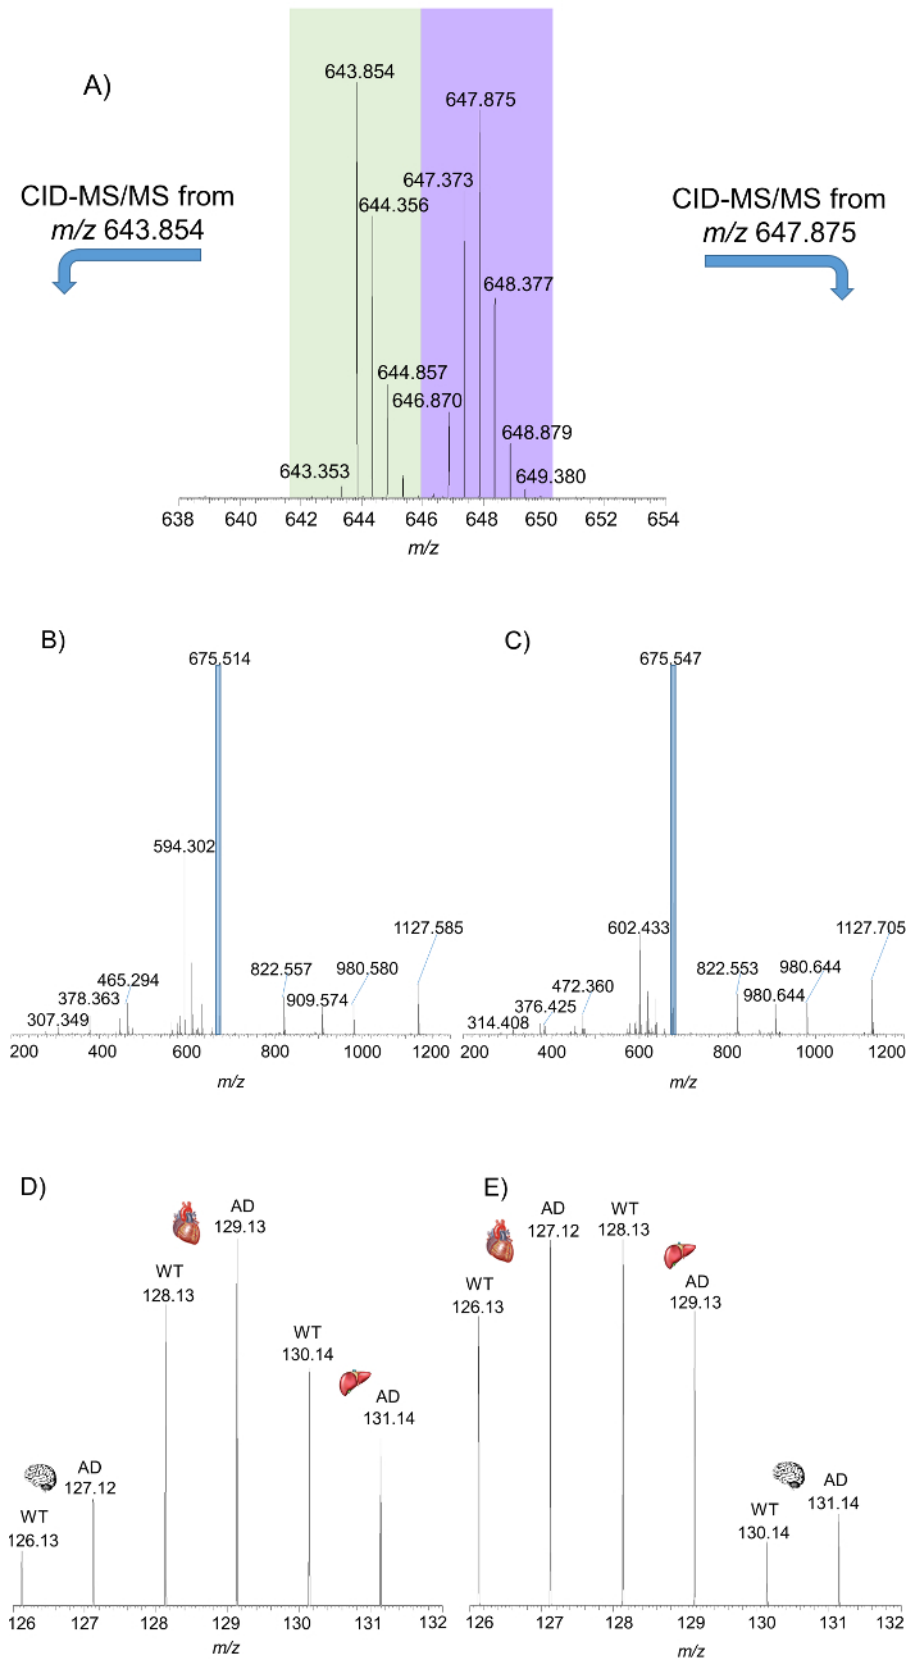 A)
643.854
647.875
647.373
644.356
CID-MS/MS from
m/z 643.854
CID-MS/MS from
m/z 647.875
648.377
644.857
646.870
648.879
643.353
649.380
638 640 642 644 646 648 650 652 654
m/z
B)
675.514
594.302
1127.585
822.557
980.580
465.294
909.574
378.363
307.349
200 400 600 800 1000 1200
m/z
C)
675.547
602.433
1127.705
822.553
980.644
472.360
980.644
376.425
314.408
200 400 600 800 1000 1200
m/z
D)
AD
129.13
WT
128.13
WT
130.14
AD
131.14
AD
127.12
WT
126.13
126 127 128 129 130 131 132
m/z
E)
AD
127.12
WT
128.13
WT
126.13
AD
129.13
AD
131.14
WT
130.14
126 127 128 129 130 131 132
m/z